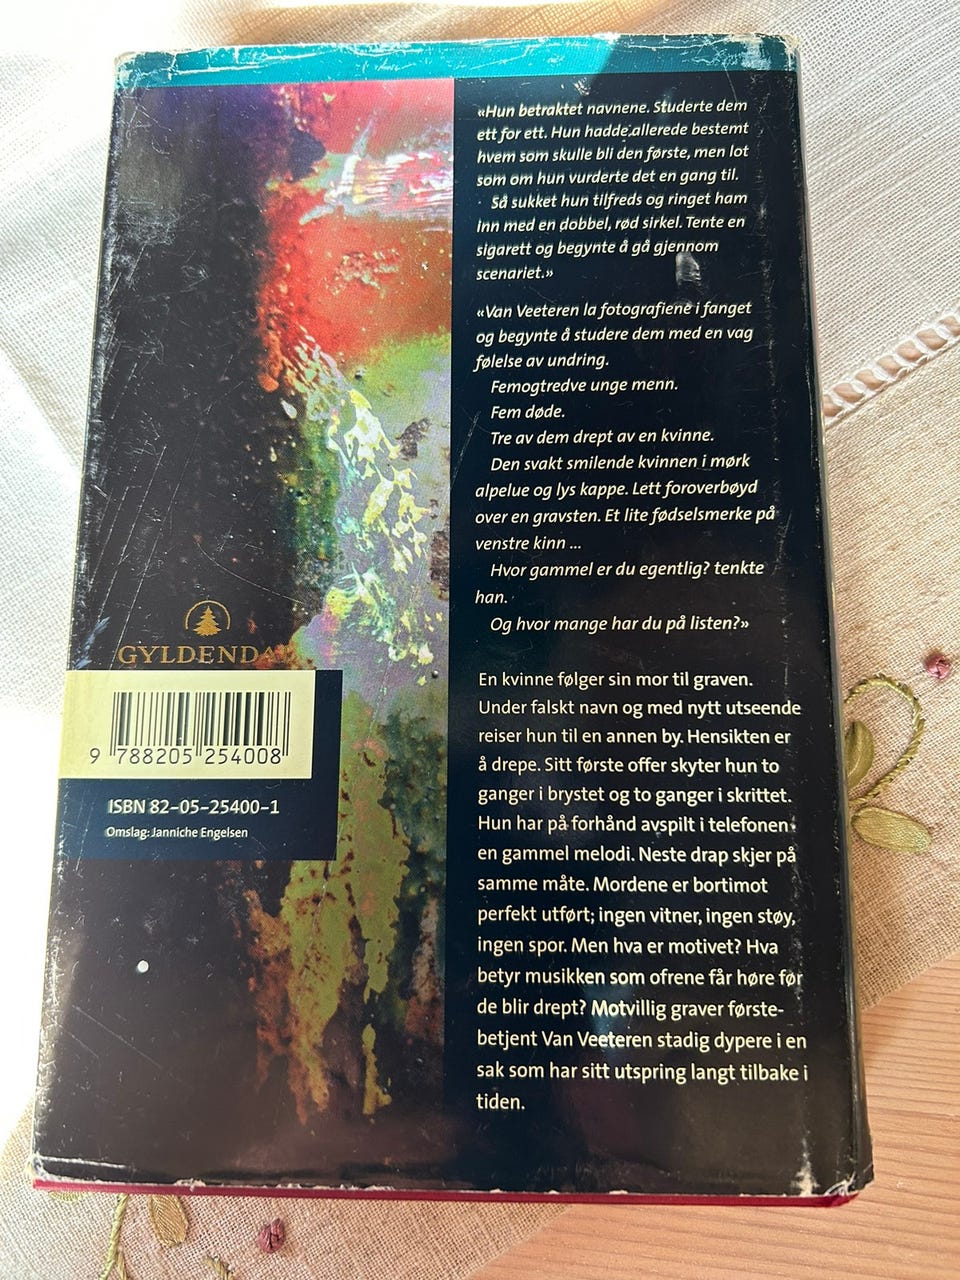 «Hun betraktet navnene. Studerte dem
ett for ett. Hun hadde allerede bestemt
hvem som skulle bli den første, men lot
som om hun vurderte det en gang til.
Så sukket hun tilfreds og ringet ham
inn med en dobbel, rød sirkel. Tente en
sigarett og begynte å gå gjennom
scenariet.»
«Van Veeteren la fotografiene i fanget
og begynte å studere dem med en vag
følelse av undring.
Femogtredve unge menn.
Fem døde.
Tre av dem drept av en kvinne.
Den svakt smilende kvinnen i mørk
alpelue og lys kappe. Lett foroverbøyd
over en gravsten. Et lite fødselsmerke på
venstre kinn ...
Hvor gammel er du egentlig? tenkte
han.
Og hvor mange har du på listen?»
En kvinne følger sin mor til graven.
Under falskt navn og med nytt utseende
reiser hun til en annen by. Hensikten er
å drepe. Sitt første offer skyter hun to
ganger i brystet og to ganger i skrittet.
Hun har på forhånd avspilt i telefonen
en gammel melodi. Neste drap skjer på
samme måte. Mordene er bortimot
perfekt utført; ingen vitner, ingen støy,
ingen spor. Men hva er motivet? Hva
betyr musikken som ofrene får høre før
de blir drept? Motvillig graver første-
betjent Van Veeteren stadig dypere i en
sak som har sitt utspring langt tilbake i
tiden.
GYLDENDAL
9 788205 254008
ISBN 82-05-25400-1
Omslag: Janniche Engelsen